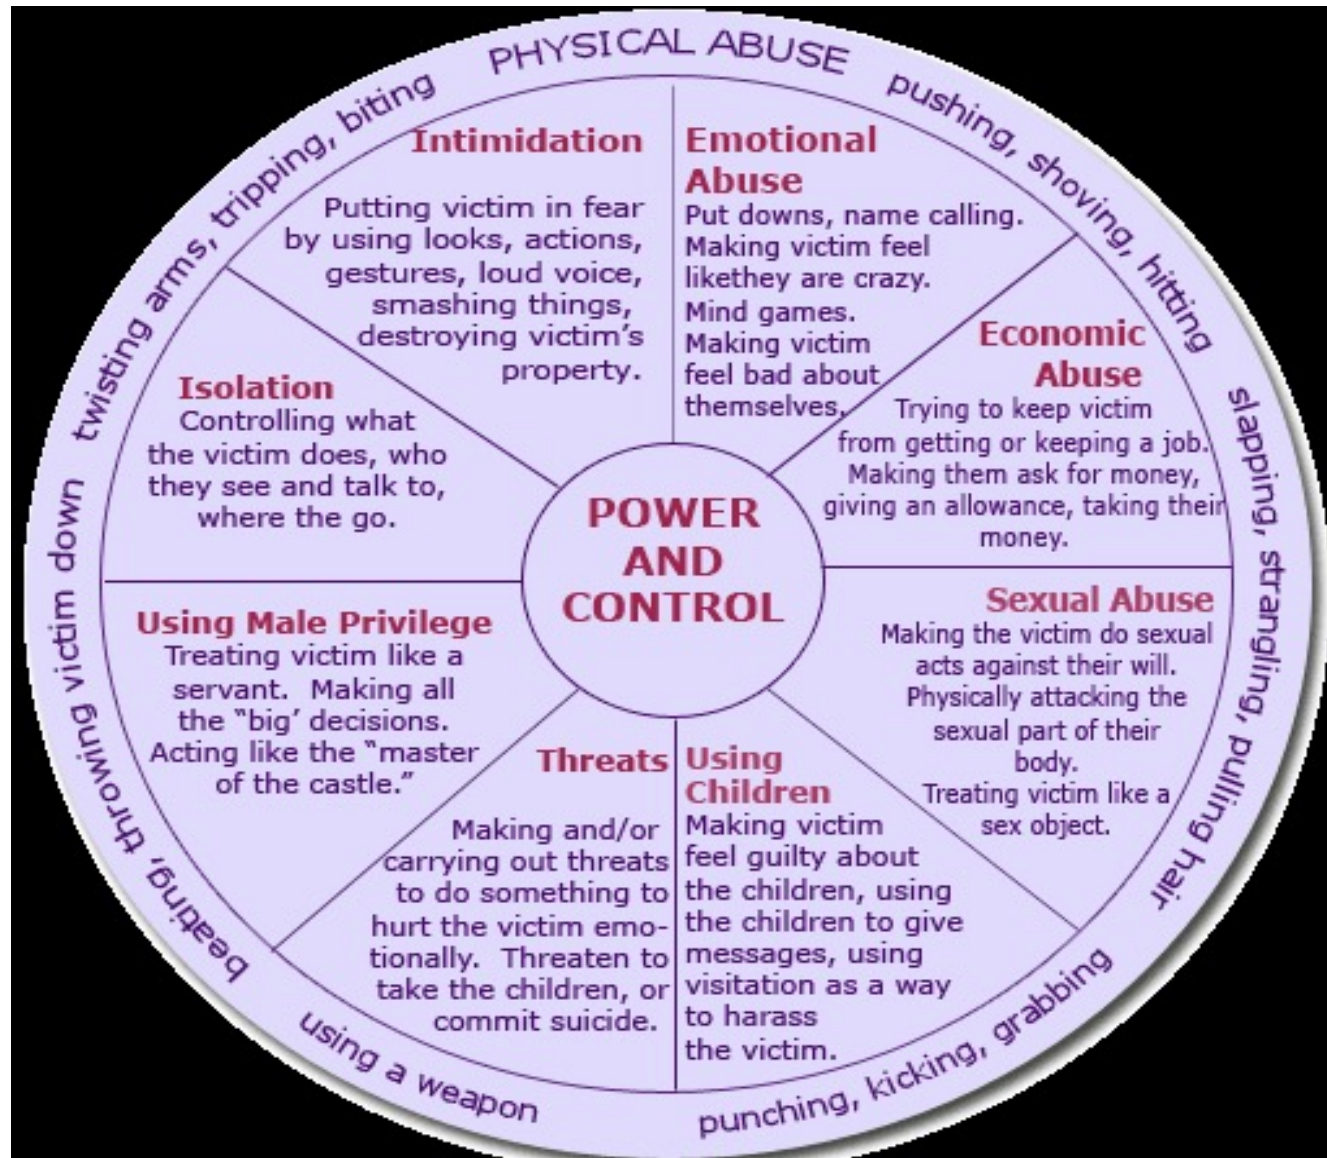 PHYSICAL ABUSE
pushing, shoving, hitting
slapping, strangling, pulling hair
punching, kicking, grabbing
using a weapon
beating, throwing victim down
twisting arms, tripping, biting
Intimidation
Putting victim in fear
by using looks, actions,
gestures, loud voice,
smashing things,
destroying victim’s
property.
Emotional
Abuse
Put downs, name calling.
Making victim feel
likethey are crazy.
Mind games.
Making victim
feel bad about
themselves.
Economic
Abuse
Trying to keep victim
from getting or keeping a job.
Making them ask for money,
giving an allowance, taking their
money.
Sexual Abuse
Making the victim do sexual
acts against their will.
Physically attacking the
sexual part of their
body.
Treating victim like a
sex object.
Using
Children
Making victim
feel guilty about
the children, using
the children to give
messages, using
visitation as a way
to harass
the victim.
Threats
Making and/or
carrying out threats
to do something to
hurt the victim emo-
tionally.  Threaten to
take the children, or
commit suicide.
Using Male Privilege
Treating victim like a
servant.  Making all
the “big’ decisions.
Acting like the “master
of the castle.”
Isolation
Controlling what
the victim does, who
they see and talk to,
where the go.
POWER
AND
CONTROL